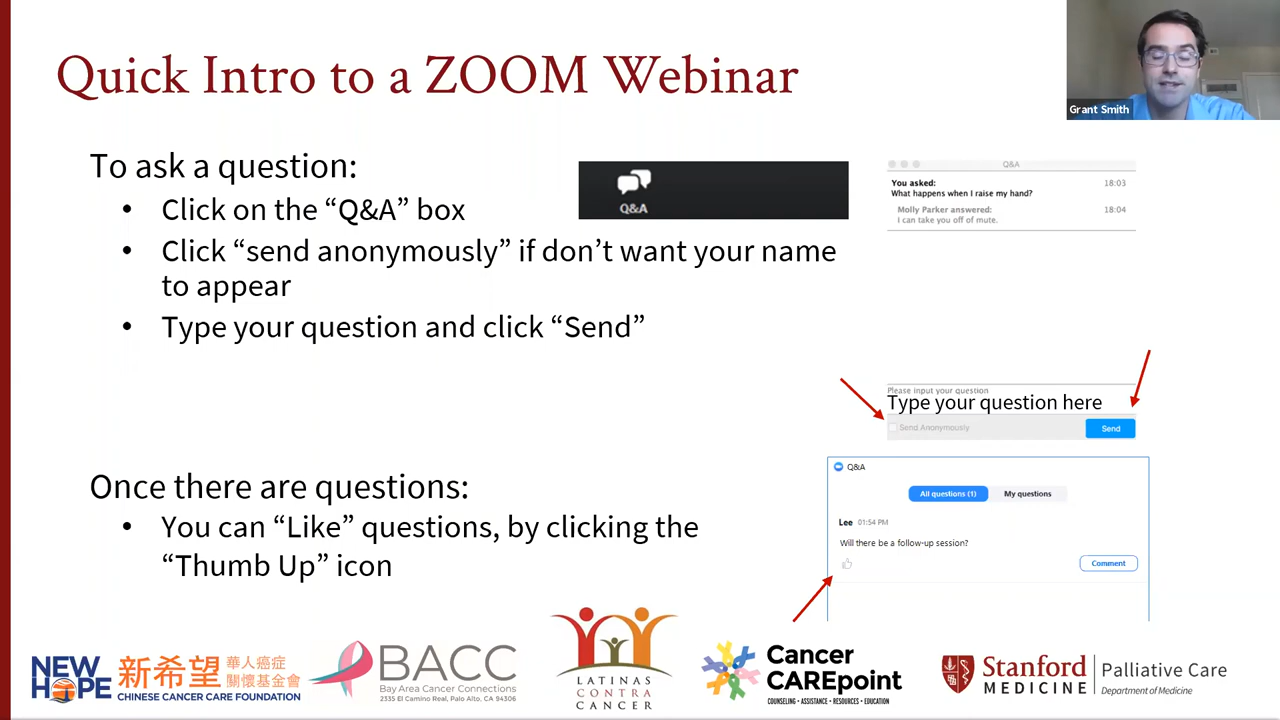 Quick Intro to a ZOOM Webinar
Grant Smith
To ask a question:
• Click on the “Q&A” box
• Click “send anonymously” if don’t want your name
to appear
• Type your question and click “Send”
Q&A
Q&A
You asked:
18:03
What happens when I raise my hand?
Molly Parker answered:
18:04
I can take you off of mute.
Please input your question
Type your question here
Send Anonymously
Send
Once there are questions:
• You can “Like” questions, by clicking the
“Thumb Up” icon
Q&A
All questions (1)
My questions
Lee 01:54 PM
Will there be a follow-up session?
Comment
NEW
HOPE
新希望
華人癌症
關懷基金會
CHINESE CANCER CARE FOUNDATION
BACC
Bay Area Cancer Connections
2335 El Camino Real, Palo Alto, CA 94306
LATINAS
CONTRA
CANCER
Cancer
CAREpoint
COUNSELING • ASSISTANCE • RESOURCES • EDUCATION
Stanford
MEDICINE
Palliative Care
Department of Medicine